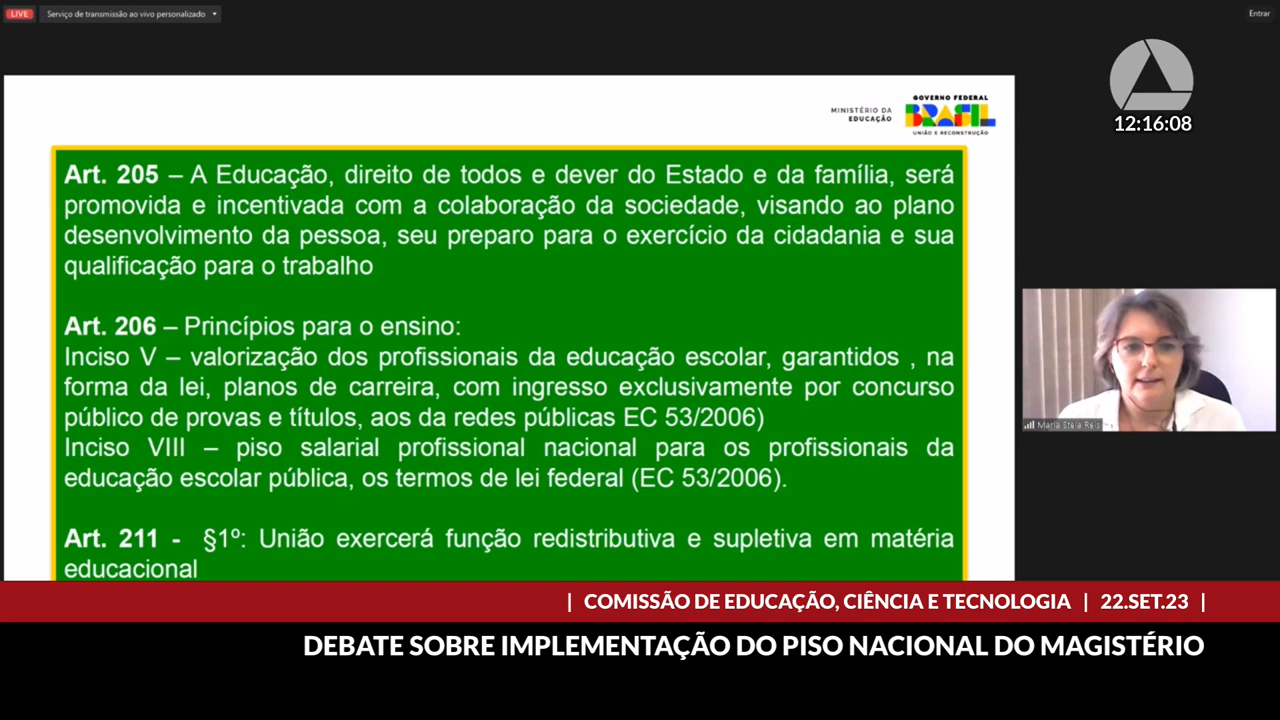 LIVE
Serviço de transmissão ao vivo personalizado
Entrar
MINISTÉRIO DA
EDUCAÇÃO
GOVERNO FEDERAL
BRASIL
UNIÃO E RECONSTRUÇÃO
12:16:08
Art. 205 – A Educação, direito de todos e dever do Estado e da família, será
promovida e incentivada com a colaboração da sociedade, visando ao plano
desenvolvimento da pessoa, seu preparo para o exercício da cidadania e sua
qualificação para o trabalho
Art. 206 – Princípios para o ensino:
Inciso V – valorização dos profissionais da educação escolar, garantidos , na
forma da lei, planos de carreira, com ingresso exclusivamente por concurso
público de provas e títulos, aos da redes públicas EC 53/2006)
Inciso VIII – piso salarial profissional nacional para os profissionais da
educação escolar pública, os termos de lei federal (EC 53/2006).
Art. 211 - §1º: União exercerá função redistributiva e supletiva em matéria
educacional
Maria Stela Reis
| COMISSÃO DE EDUCAÇÃO, CIÊNCIA E TECNOLOGIA | 22.SET.23 |
DEBATE SOBRE IMPLEMENTAÇÃO DO PISO NACIONAL DO MAGISTÉRIO